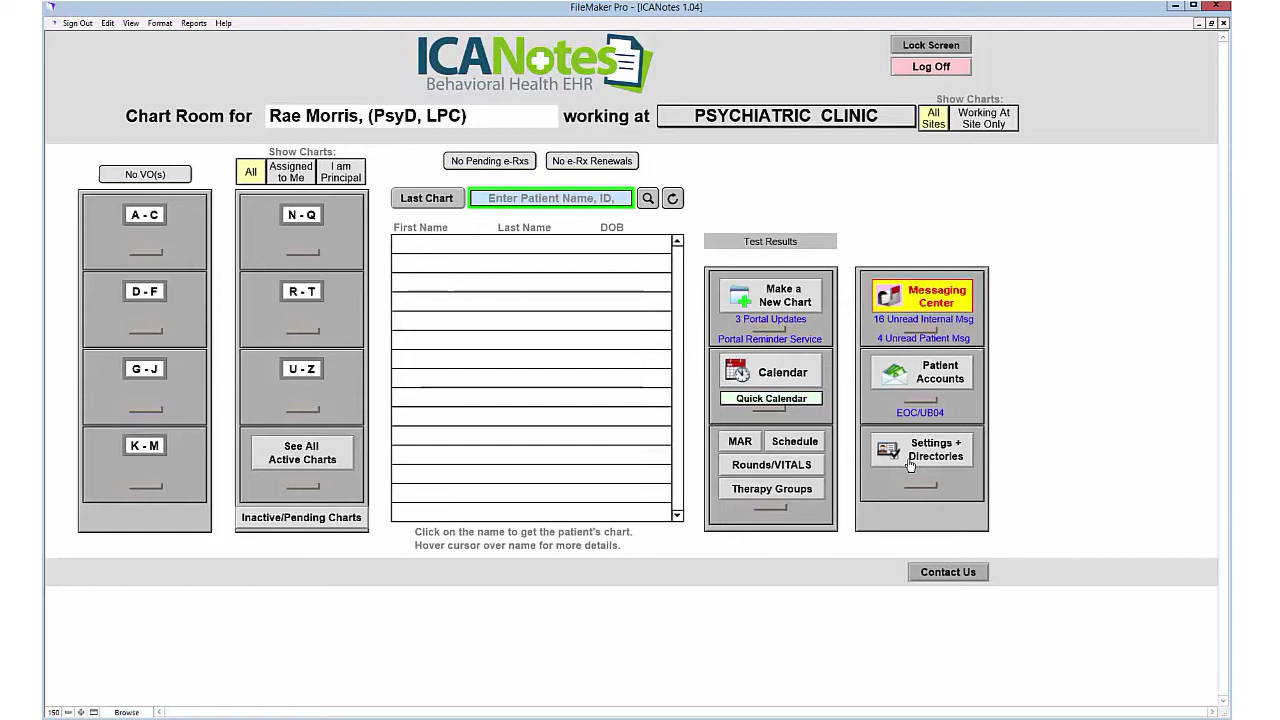 FileMaker Pro - [ICANotes 1.04]
Sign Out Edit View Format Reports Help
ICANotes
Behavioral Health EHR
Lock Screen
Log Off
Chart Room for Rae Morris, (PsyD, LPC) working at PSYCHIATRIC CLINIC
Show Charts:
All Sites
Working At Site Only
No VO(s)
Show Charts:
All
Assigned to Me
I am Principal
No Pending e-Rxs
No e-Rx Renewals
A - C
D - F
G - J
K - M
N - Q
R - T
U - Z
See All Active Charts
Inactive/Pending Charts
Last Chart
Enter Patient Name, ID,
First Name Last Name DOB
Click on the name to get the patient's chart.
Hover cursor over name for more details.
Test Results
Make a New Chart
3 Portal Updates
Portal Reminder Service
Calendar
Quick Calendar
MAR
Schedule
Rounds/VITALS
Therapy Groups
Messaging Center
16 Unread Internal Msg
4 Unread Patient Msg
Patient Accounts
EOC/UB04
Settings + Directories
Contact Us
150 Browse